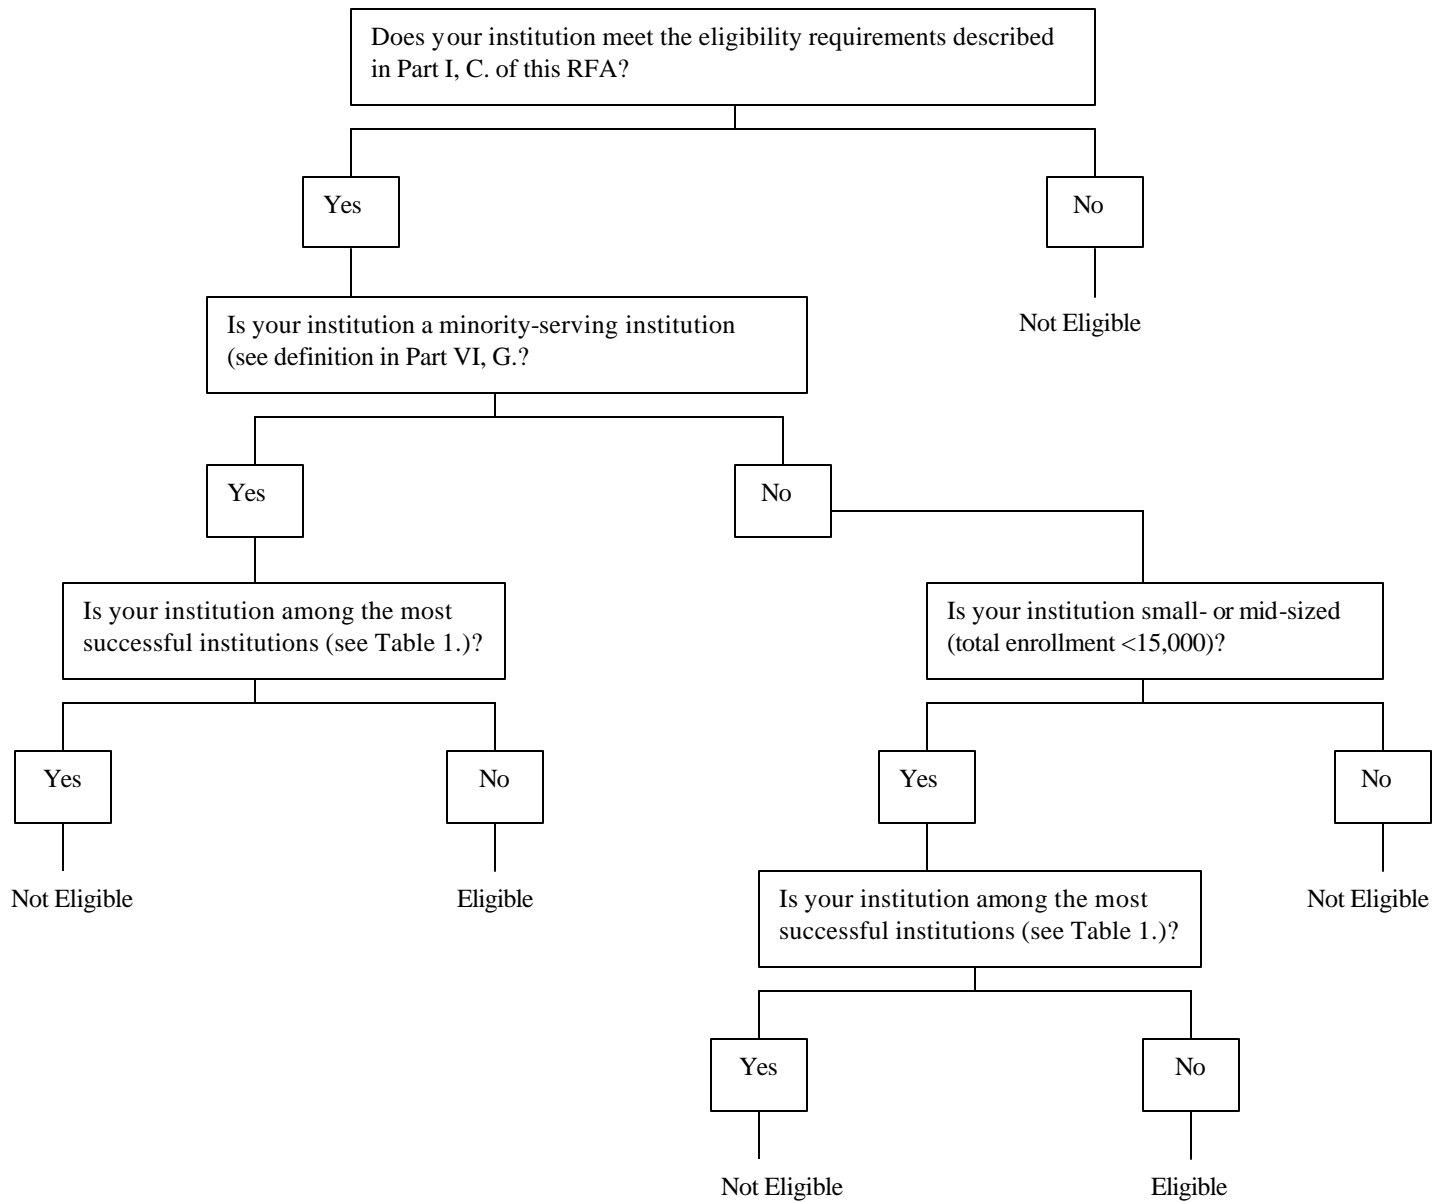 Does your institution meet the eligibility requirements described
in Part I, C. of this RFA?
Yes
No
Not Eligible
Is your institution a minority-serving institution
(see definition in Part VI, G.?
Yes
No
Is your institution among the most
successful institutions (see Table 1.)?
Is your institution small- or mid-sized
(total enrollment <15,000)?
Yes
No
Yes
No
Not Eligible
Eligible
Not Eligible
Is your institution among the most
successful institutions (see Table 1.)?
Yes
No
Not Eligible
Eligible